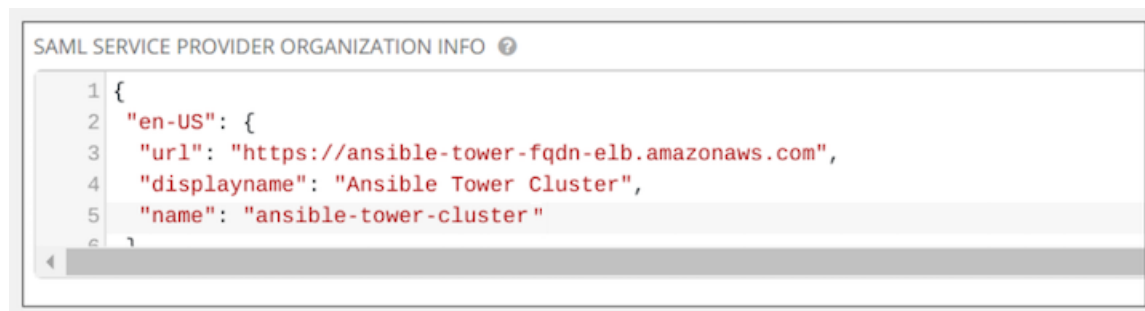 SAML SERVICE PROVIDER ORGANIZATION INFO ?
1 {
2 "en-US": {
3 "url": "https://ansible-tower-fqdn-elb.amazonaws.com",
4 "displayname": "Ansible Tower Cluster",
5 "name": "ansible-tower-cluster"
6 }